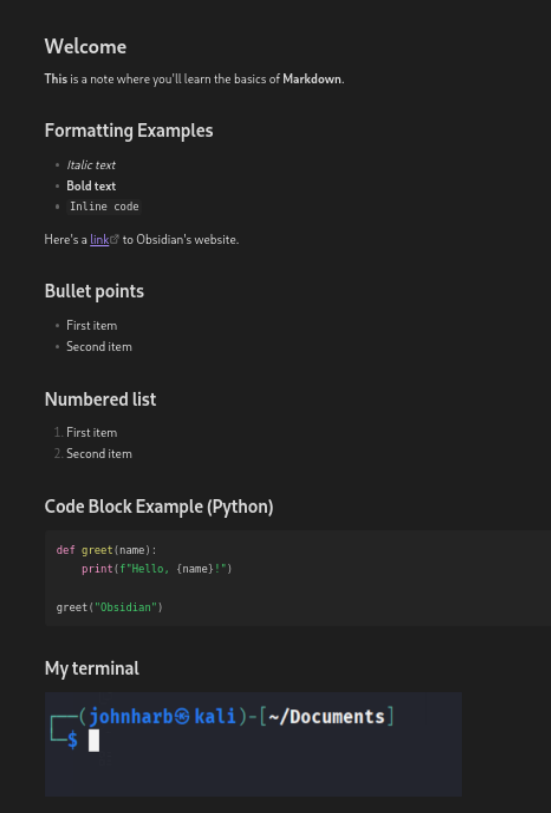 Welcome
This is a note where you'll learn the basics of Markdown.
Formatting Examples
• Italic text
• Bold text
• Inline code
Here's a link to Obsidian's website.
Bullet points
• First item
• Second item
Numbered list
1. First item
2. Second item
Code Block Example (Python)
def greet(name):
    print(f"Hello, {name}!")
greet("Obsidian")
My terminal
┌──(johnharb㉿kali)-[~/Documents]
└─$